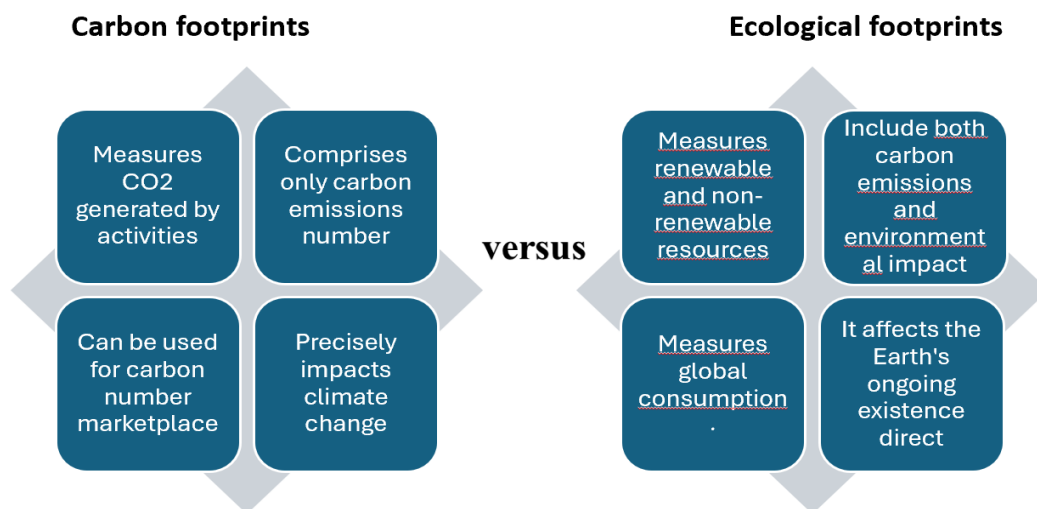 Carbon footprints
Ecological footprints
Measures
CO2
generated by
activities
Comprises
only carbon
emissions
number
Can be used
for carbon
number
marketplace
Precisely
impacts
climate
change
versus
Measures
renewable
and non-
renewable
resources
Include both
carbon
emissions
and
environment
al impact
Measures
global
consumption
.
It affects the
Earth's
ongoing
existence
direct